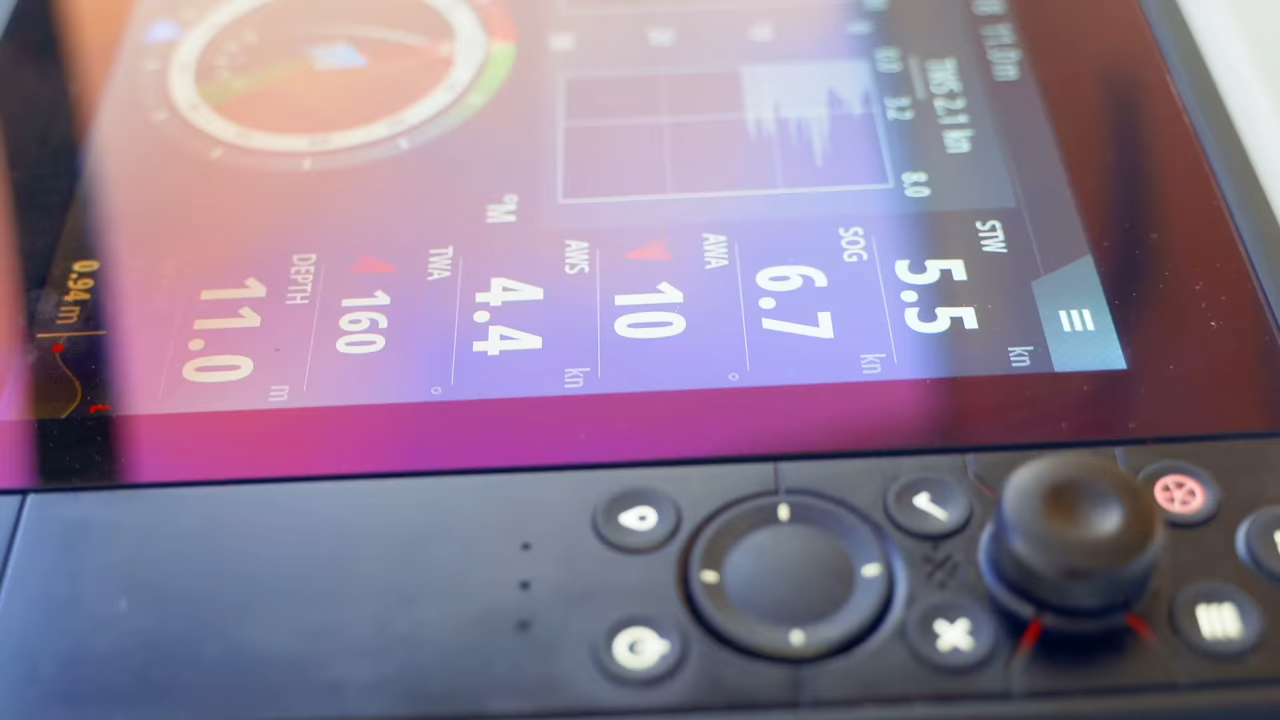 11.0m
TWS 2.1 kn
0.0
3.2
8.0
STW
5.5 kn
SOG
6.7 kn
AWA
10 °
AWS
4.4 kn
TWA
160 °
DEPTH
11.0 m
°M
0.94 m